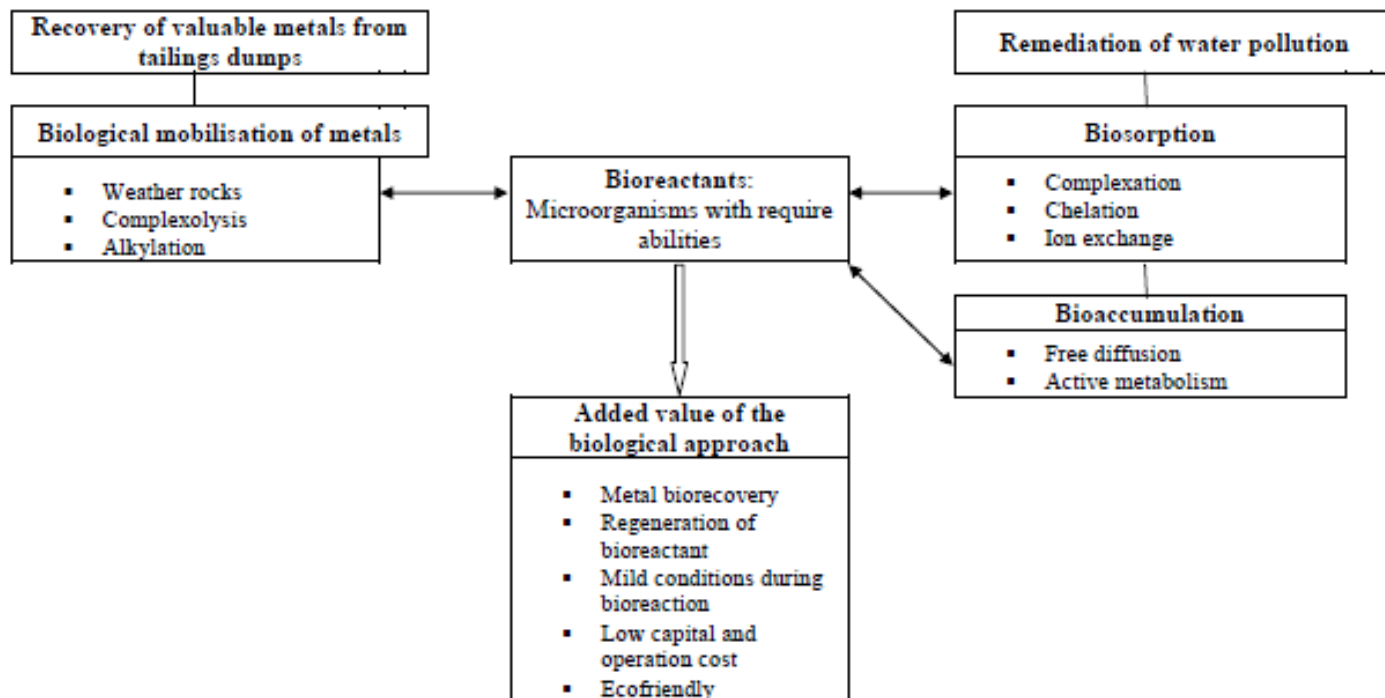 Recovery of valuable metals from
tailings dumps
Biological mobilisation of metals
▪ Weather rocks
▪ Complexolysis
▪ Alkylation
Bioreactants:
Microorganisms with require
abilities
Remediation of water pollution
Biosorption
▪ Complexation
▪ Chelation
▪ Ion exchange
Bioaccumulation
▪ Free diffusion
▪ Active metabolism
Added value of the
biological approach
▪ Metal biorecovery
▪ Regeneration of
bioreactant
▪ Mild conditions during
bioreaction
▪ Low capital and
operation cost
▪ Ecofriendly